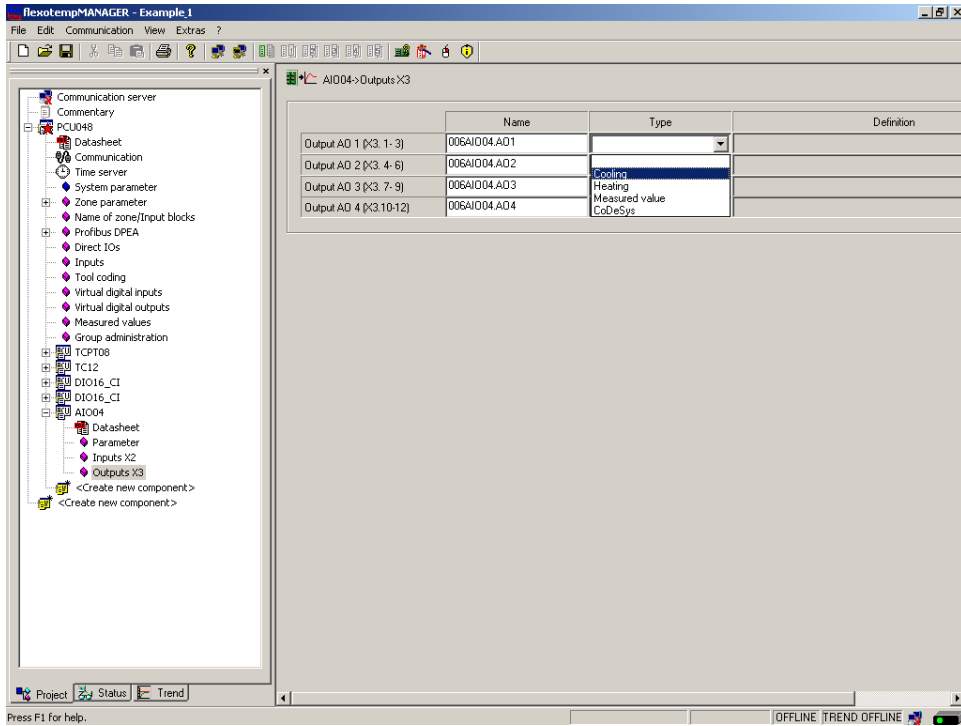 flexotempMANAGER - Example_1
File Edit Communication View Extras ?
AIO04->Outputs X3
Communication server
Commentary
PCU048
Datasheet
Communication
Time server
System parameter
Zone parameter
Name of zone/Input blocks
Profibus DPEA
Direct IOs
Inputs
Tool coding
Virtual digital inputs
Virtual digital outputs
Measured values
Group administration
TCPT08
TC12
DIO16_CI
DIO16_CI
AIO04
Datasheet
Parameter
Inputs X2
Outputs X3
<Create new component>
<Create new component>
Name Type Definition
Output AO 1 (X3. 1- 3) 006AIO04.AO1
Output AO 2 (X3. 4- 6) 006AIO04.AO2
Output AO 3 (X3. 7- 9) 006AIO04.AO3
Output AO 4 (X3.10-12) 006AIO04.AO4
Cooling
Heating
Measured value
CoDeSys
Project Status Trend
Press F1 for help.
OFFLINE TREND OFFLINE